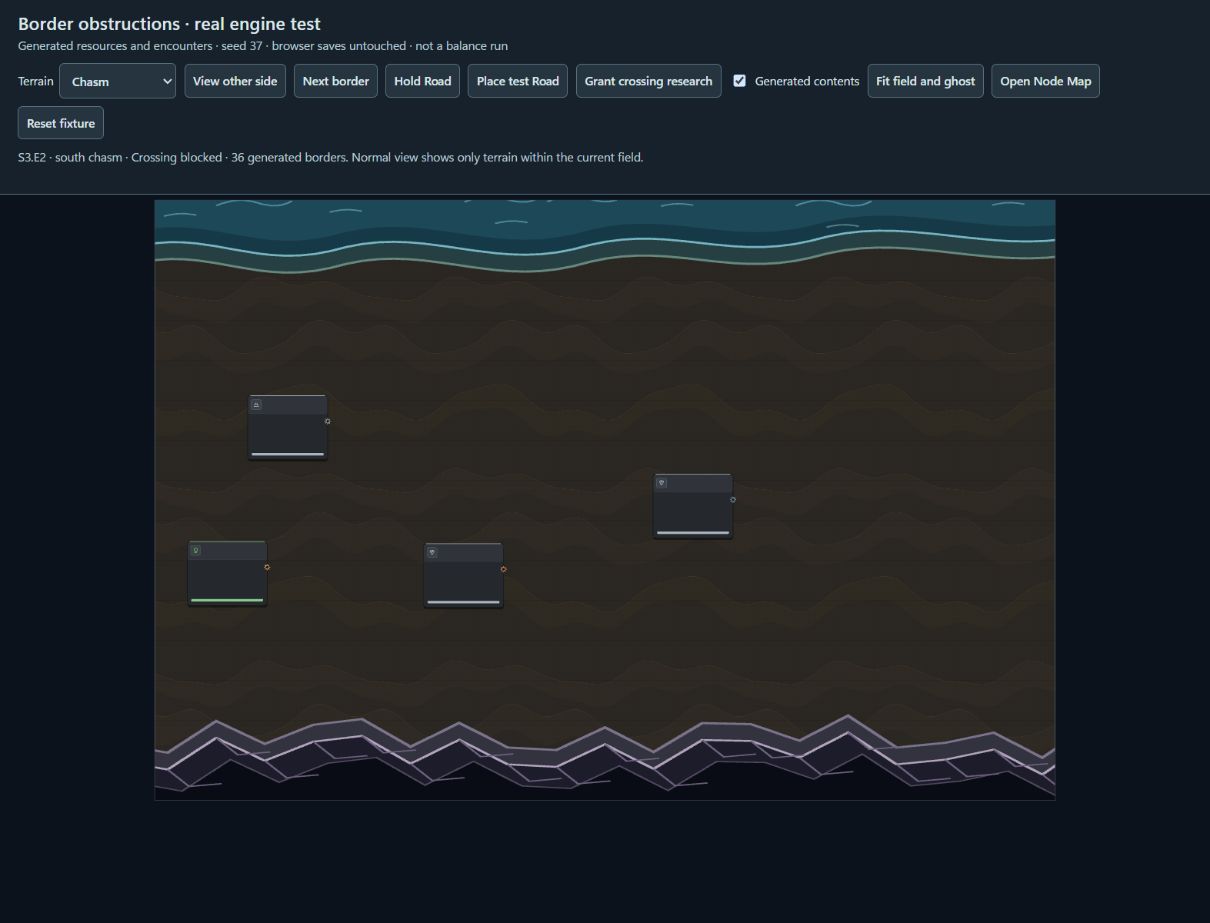 Border obstructions · real engine test
Generated resources and encounters · seed 37 · browser saves untouched · not a balance run
Terrain Chasm View other side Next border Hold Road Place test Road Grant crossing research Generated contents Fit field and ghost Open Node Map
Reset fixture
S3.E2 · south chasm · Crossing blocked · 36 generated borders. Normal view shows only terrain within the current field.